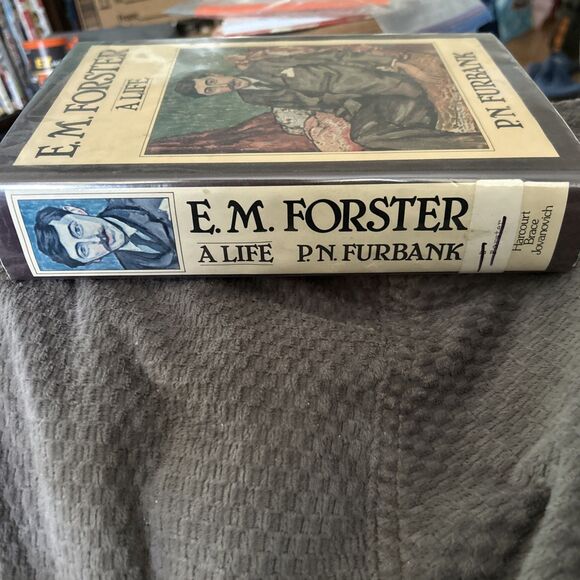 E. M. FORSTER
A LIFE
P.N. FURBANK
E. M. FORSTER
A LIFE P.N. FURBANK
Harcourt
Brace
Jovanovich